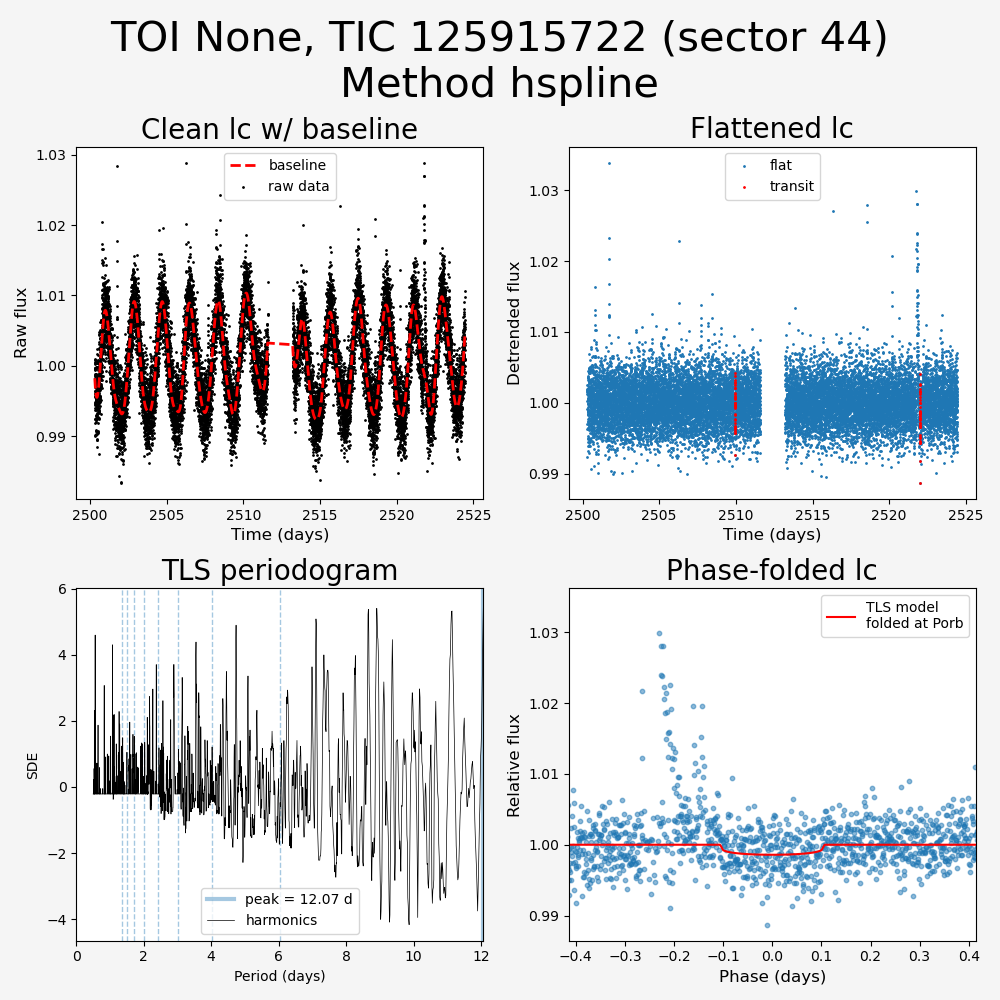 TOI None, TIC 125915722 (sector 44)
Method hspline
Clean lc w/ baseline
baseline
raw data
1.03
1.02
1.01
1.00
0.99
Raw flux
2500
2505
2510
2515
2520
2525
Time (days)
Flattened lc
flat
transit
1.03
1.02
1.01
1.00
0.99
Detrended flux
2500
2505
2510
2515
2520
2525
Time (days)
TLS periodogram
6
4
2
0
−2
−4
SDE
peak = 12.07 d
harmonics
0
2
4
6
8
10
12
Period (days)
Phase-folded lc
TLS model
folded at Porb
1.03
1.02
1.01
1.00
0.99
Relative flux
−0.4
−0.3
−0.2
−0.1
0.0
0.1
0.2
0.3
0.4
Phase (days)